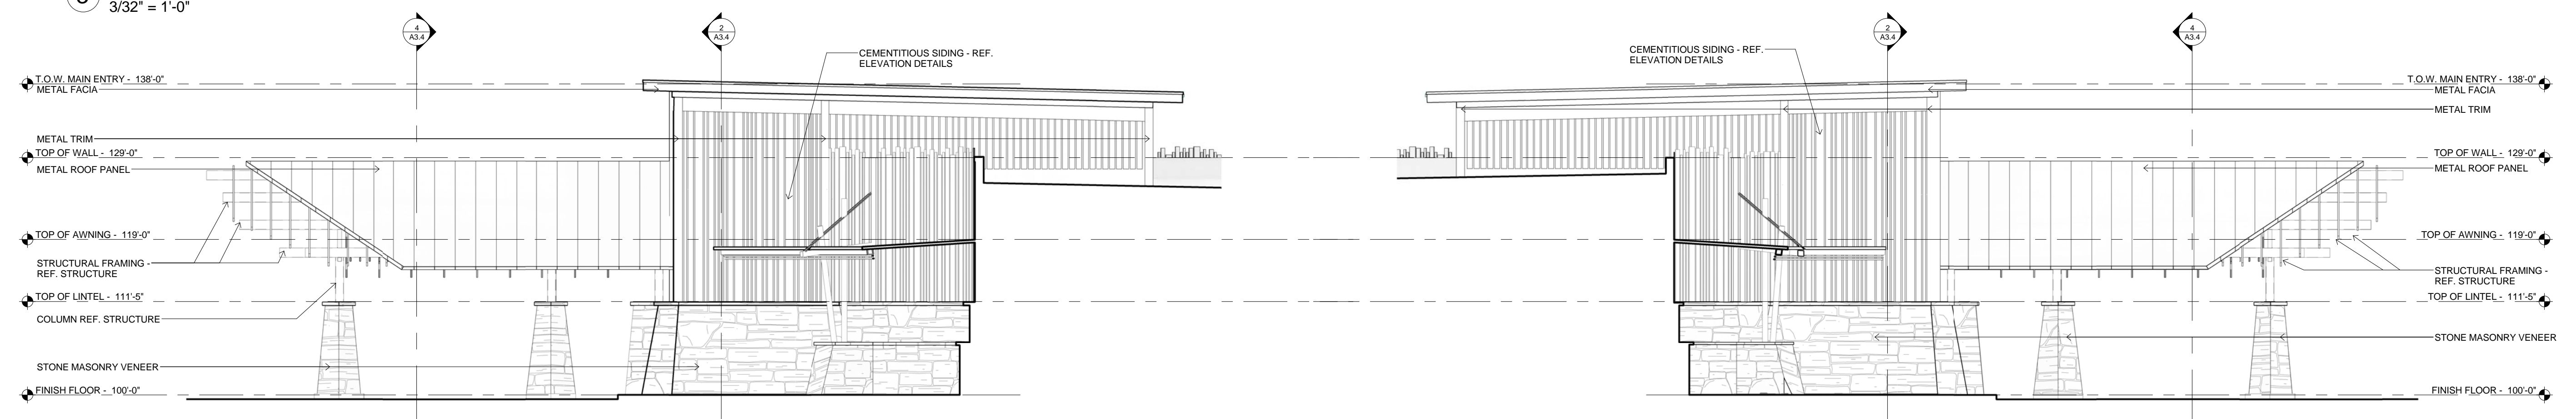 3/32" = 1'-0"
4
A3.4
2
A3.4
CEMENTITIOUS SIDING - REF.
ELEVATION DETAILS
T.O.W. MAIN ENTRY - 138'-0"
METAL FACIA
METAL TRIM
TOP OF WALL - 129'-0"
METAL ROOF PANEL
TOP OF AWNING - 119'-0"
STRUCTURAL FRAMING -
REF. STRUCTURE
TOP OF LINTEL - 111'-5"
COLUMN REF. STRUCTURE
STONE MASONRY VENEER
FINISH FLOOR - 100'-0"
CEMENTITIOUS SIDING - REF.
ELEVATION DETAILS
2
A3.4
4
A3.4
T.O.W. MAIN ENTRY - 138'-0"
METAL FACIA
METAL TRIM
TOP OF WALL - 129'-0"
METAL ROOF PANEL
TOP OF AWNING - 119'-0"
STRUCTURAL FRAMING -
REF. STRUCTURE
TOP OF LINTEL - 111'-5"
STONE MASONRY VENEER
FINISH FLOOR - 100'-0"